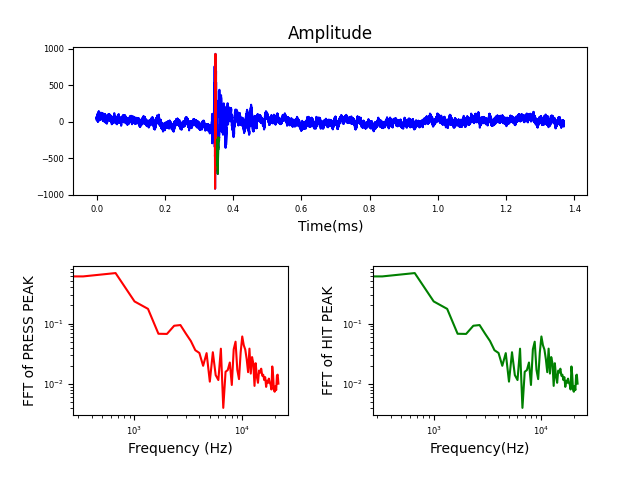 Amplitude
1000
500
0
−500
−1000
0.0 0.2 0.4 0.6 0.8 1.0 1.2 1.4
Time(ms)
FFT of PRESS PEAK
10⁻¹
10⁻²
10³ 10⁴
Frequency (Hz)
FFT of HIT PEAK
10⁻¹
10⁻²
10³ 10⁴
Frequency(Hz)